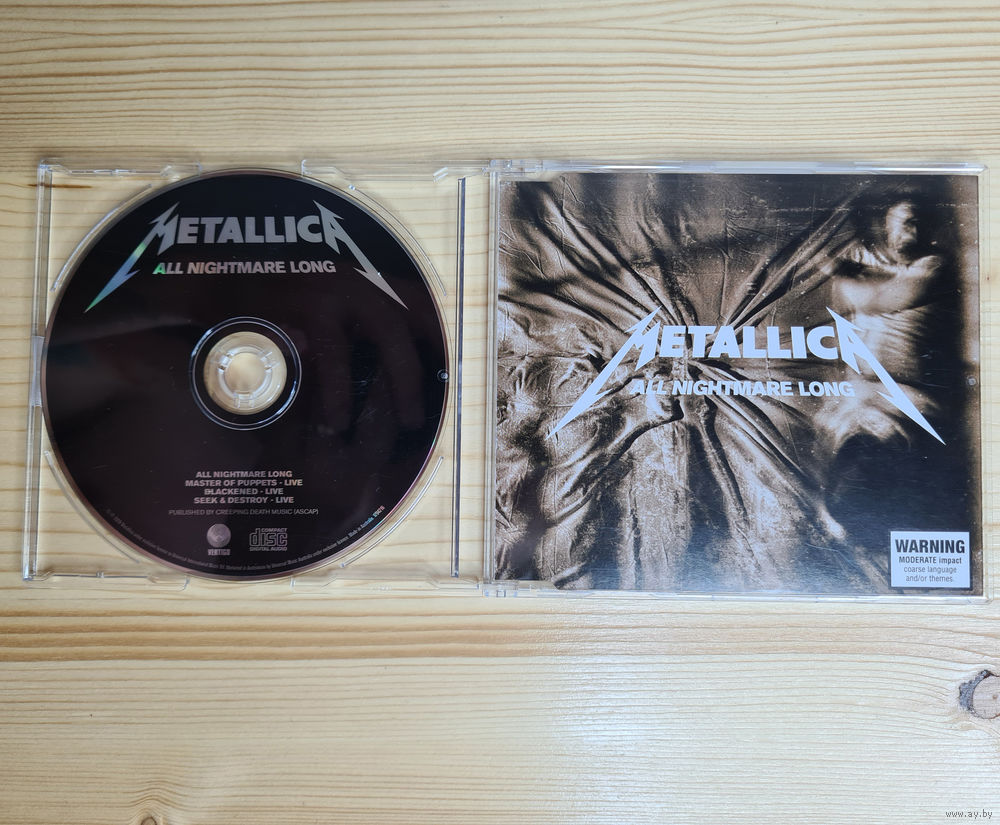 METALLICA
ALL NIGHTMARE LONG
ALL NIGHTMARE LONG
MASTER OF PUPPETS - LIVE
BLACKENED - LIVE
SEEK & DESTROY - LIVE
PUBLISHED BY CREEPING DEATH MUSIC (ASCAP)
VERTIGO
COMPACT
disc
DIGITAL AUDIO
METALLICA
ALL NIGHTMARE LONG
WARNING
MODERATE impact
coarse language
and/or themes.
www.ay.by